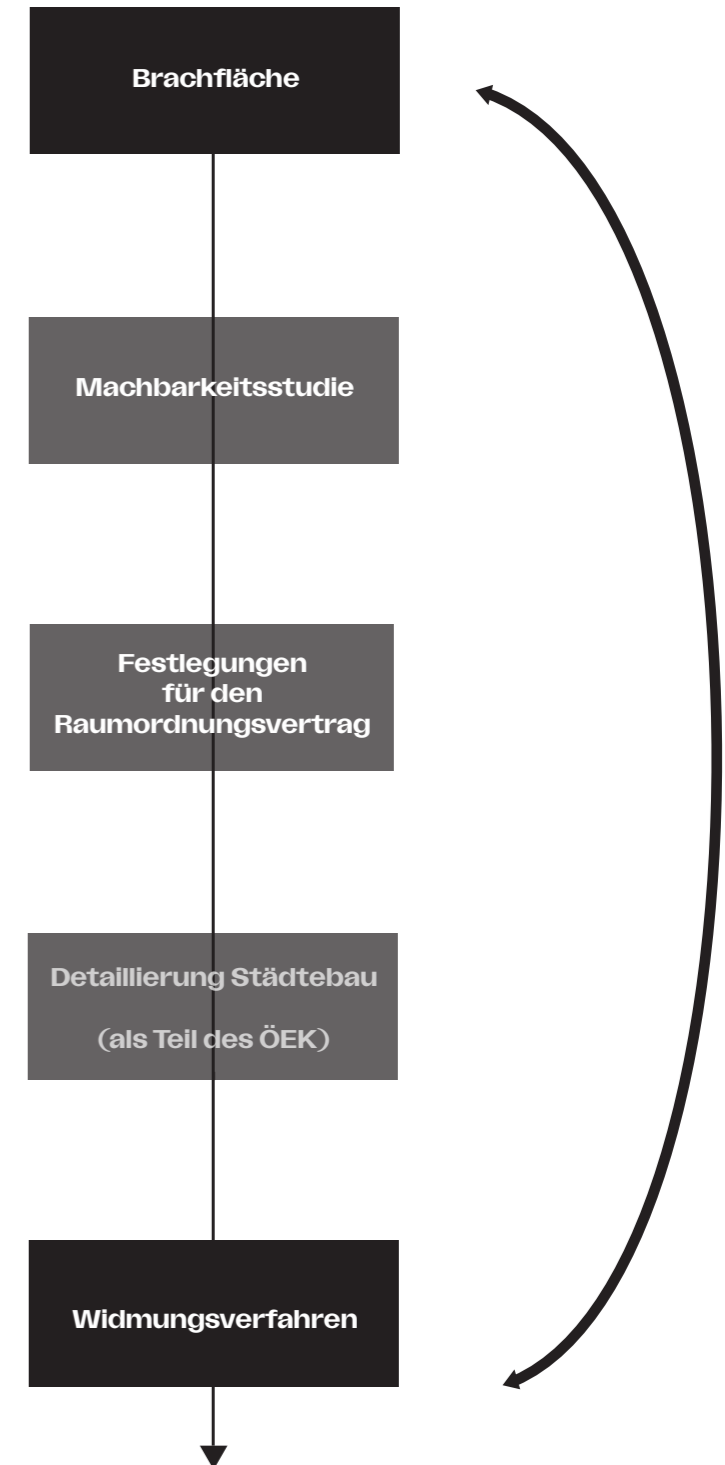 Brachfläche
Machbarkeitsstudie
Festlegungen
für den
Raumordnungsvertrag
Detaillierung Städtebau
(als Teil des ÖEK)
Widmungsverfahren